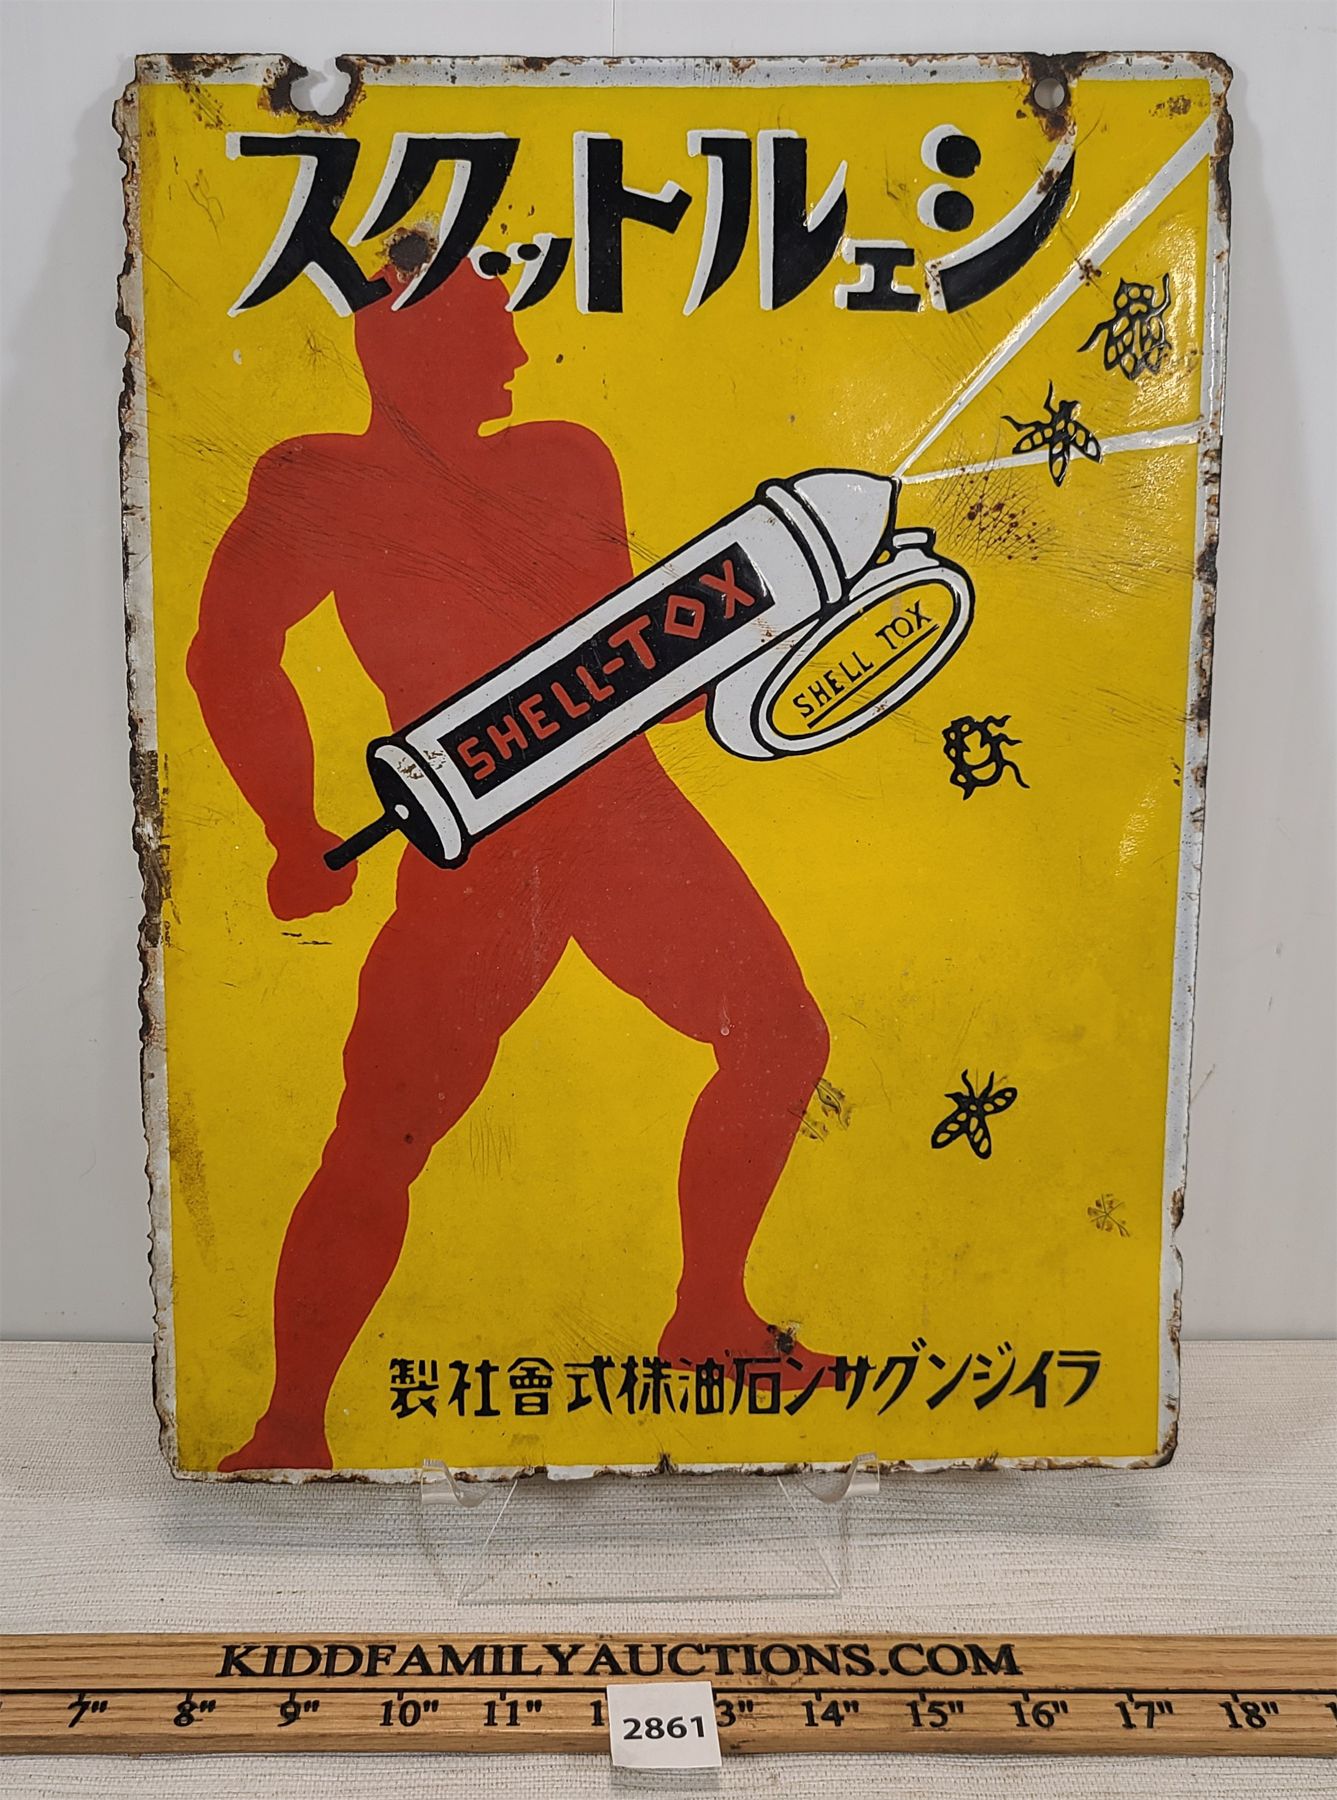 シェルトックス
SHELL-TOX
SHELL TOX
ライジングサン石油株式會社製
KIDDFAMILYAUCTIONS.COM
7" 8" 9" 10" 11" 1 3" 14" 15" 16" 17" 18"
2861